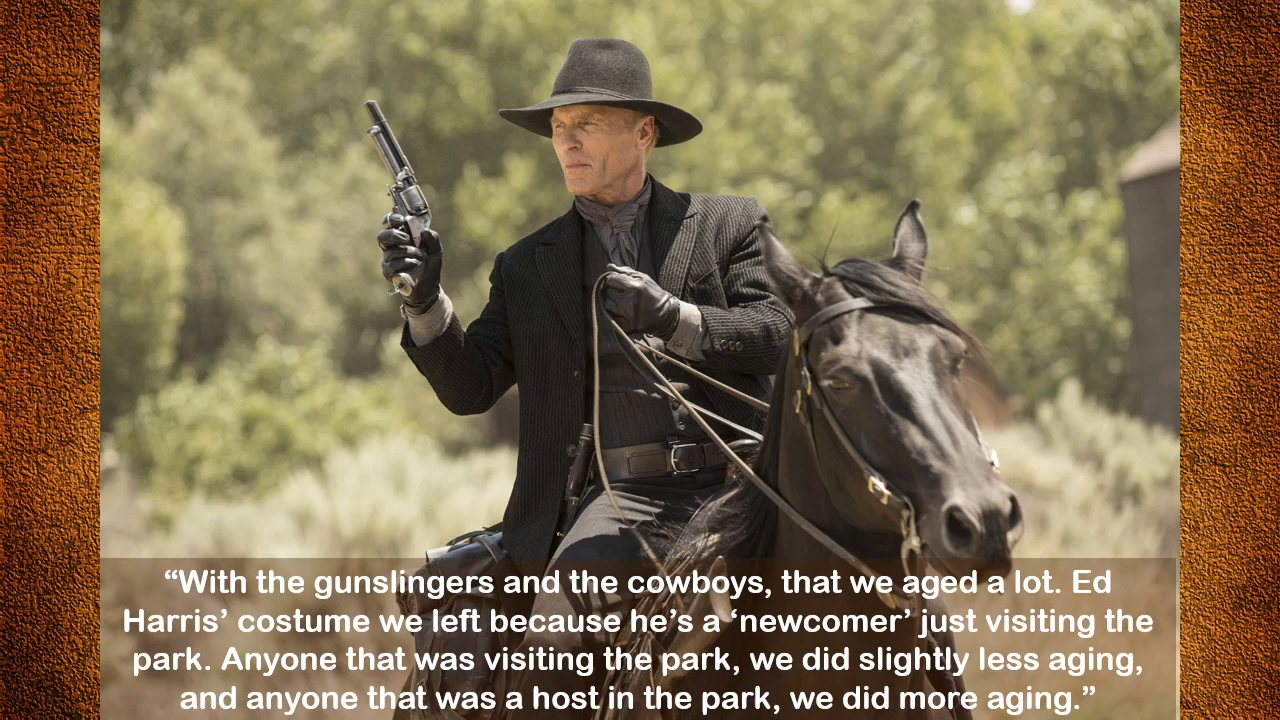 “With the gunslingers and the cowboys, that we aged a lot. Ed
Harris’ costume we left because he’s a ‘newcomer’ just visiting the
park. Anyone that was visiting the park, we did slightly less aging,
and anyone that was a host in the park, we did more aging.”